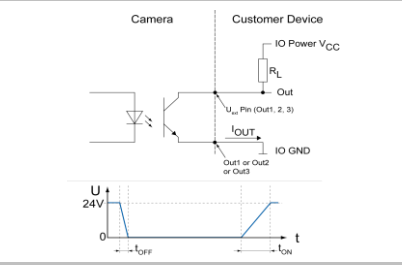 Camera
Customer Device
IO Power VCC
RL
Out
Uext Pin (Out1, 2, 3)
IOUT
IO GND
Out1 or Out2
or Out3
U
24V
0
t
tOFF
tON